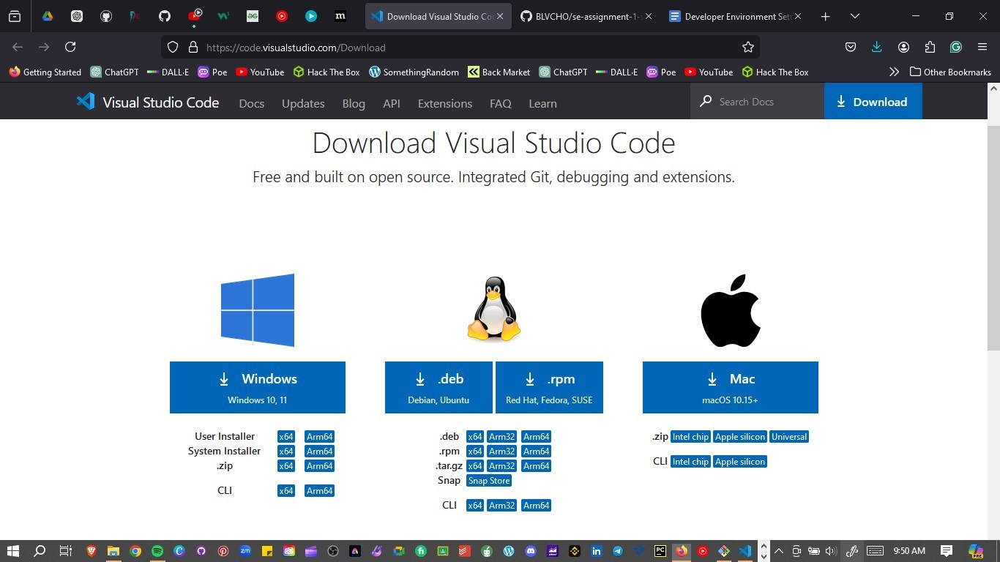 Download Visual Studio Co
BLVCHO/se-assignment-1-
Developer Environment Set
https://code.visualstudio.com/Download
Getting Started ChatGPT DALL·E Poe YouTube Hack The Box SomethingRandom Back Market ChatGPT DALL·E Poe YouTube Hack The Box Other Bookmarks
Visual Studio Code Docs Updates Blog API Extensions FAQ Learn Search Docs Download
Download Visual Studio Code
Free and built on open source. Integrated Git, debugging and extensions.
Windows
Windows 10, 11
User Installer x64 Arm64
System Installer x64 Arm64
.zip x64 Arm64
CLI x64 Arm64
.deb
Debian, Ubuntu
.rpm
Red Hat, Fedora, SUSE
.deb x64 Arm32 Arm64
.rpm x64 Arm32 Arm64
.tar.gz x64 Arm32 Arm64
Snap Snap Store
CLI x64 Arm32 Arm64
Mac
macOS 10.15+
.zip Intel chip Apple silicon Universal
CLI Intel chip Apple silicon
9:50 AM